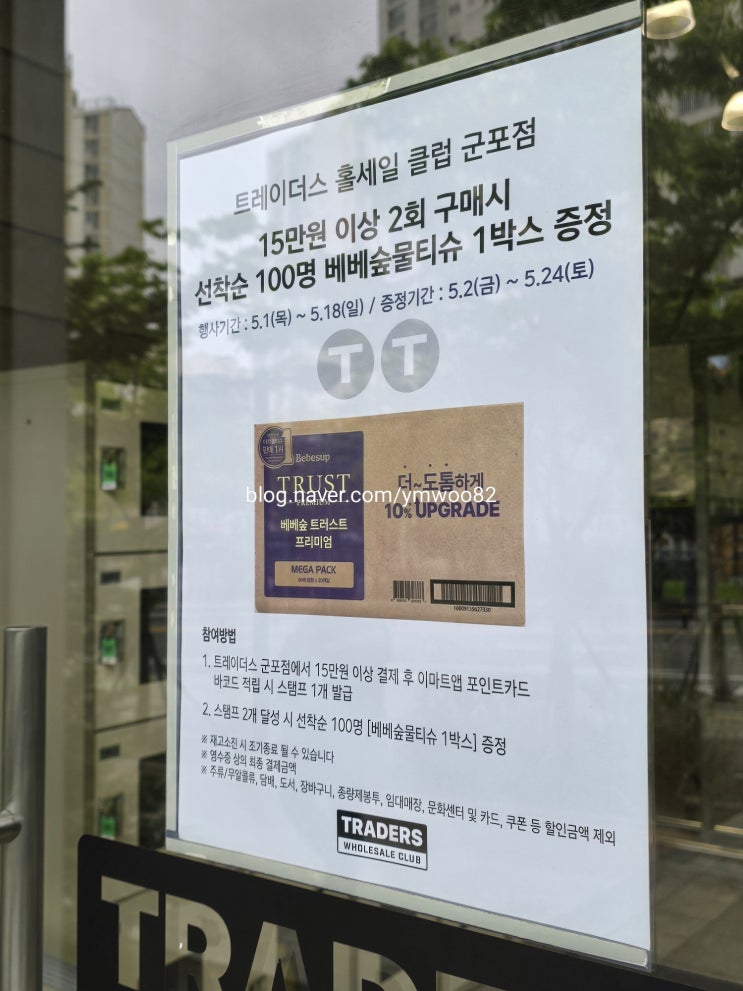 트레이더스 홀세일 클럽 군포점
15만원 이상 2회 구매시
선착순 100명 베베숲물티슈 1박스 증정
행사기간 : 5.1(목) ~ 5.18(일) / 증정기간 : 5.2(금) ~ 5.24(토)
T T
판매 1위
Bebesup
TRUST
PREMIUM
베베숲 트러스트
프리미엄
MEGA PACK
더~도톰하게
10% UPGRADE
blog.naver.com/ymwoo82
참여방법
1. 트레이더스 군포점에서 15만원 이상 결제 후 이마트앱 포인트카드
바코드 적립 시 스탬프 1개 발급
2. 스탬프 2개 달성 시 선착순 100명 [베베숲물티슈 1박스] 증정
※ 재고소진 시 조기종료 될 수 있습니다
※ 영수증 상의 최종 결제금액
※ 주류/무알콜류, 담배, 도서, 장바구니, 종량제봉투, 임대매장, 문화센터 및 카드, 쿠폰 등 할인금액 제외
TRADERS
WHOLESALE CLUB
TRADE